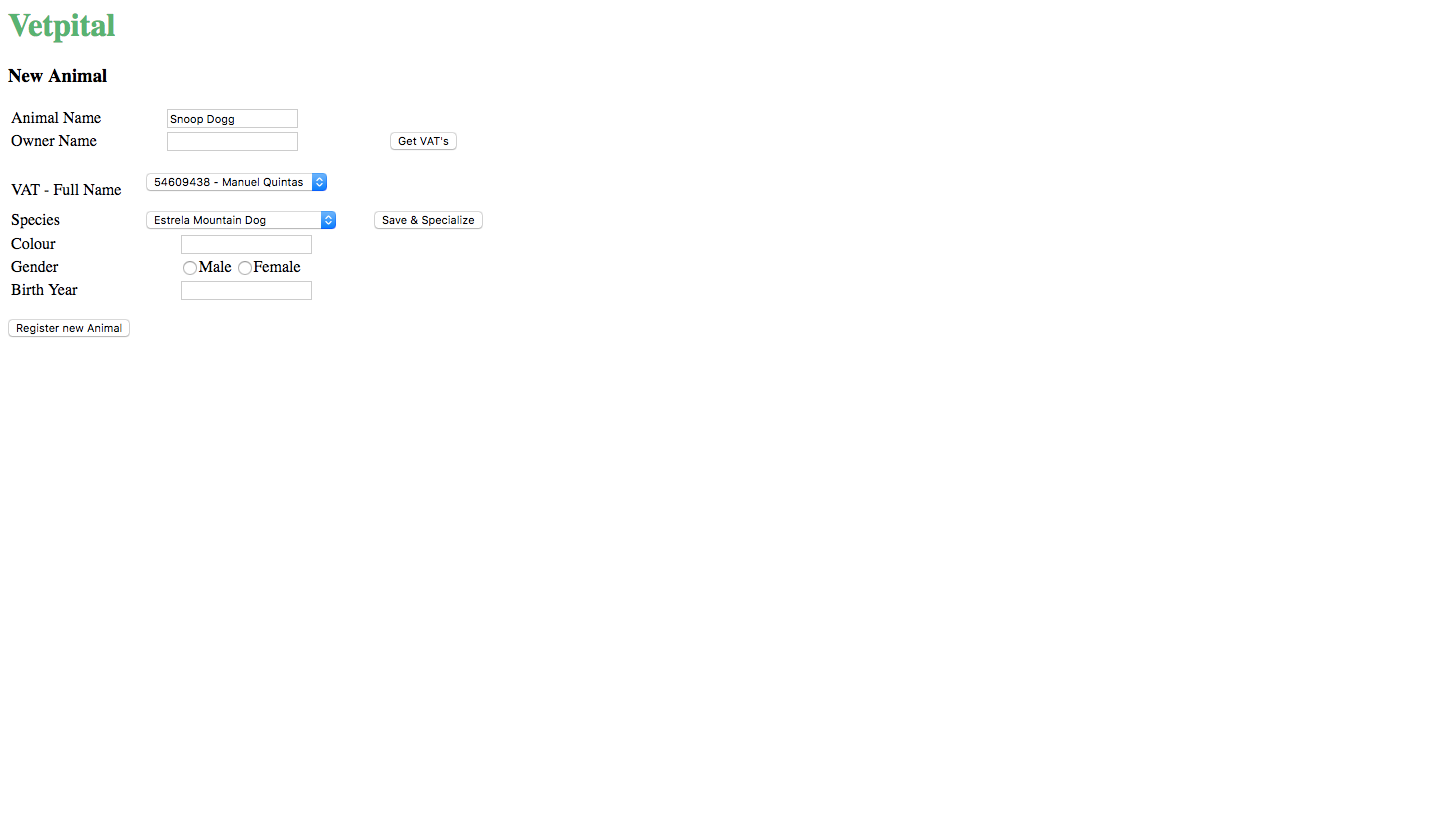 Vetpital
New Animal
Animal Name Snoop Dogg
Owner Name Get VAT's
VAT - Full Name 54609438 - Manuel Quintas
Species Estrela Mountain Dog Save & Specialize
Colour
Gender Male Female
Birth Year
Register new Animal